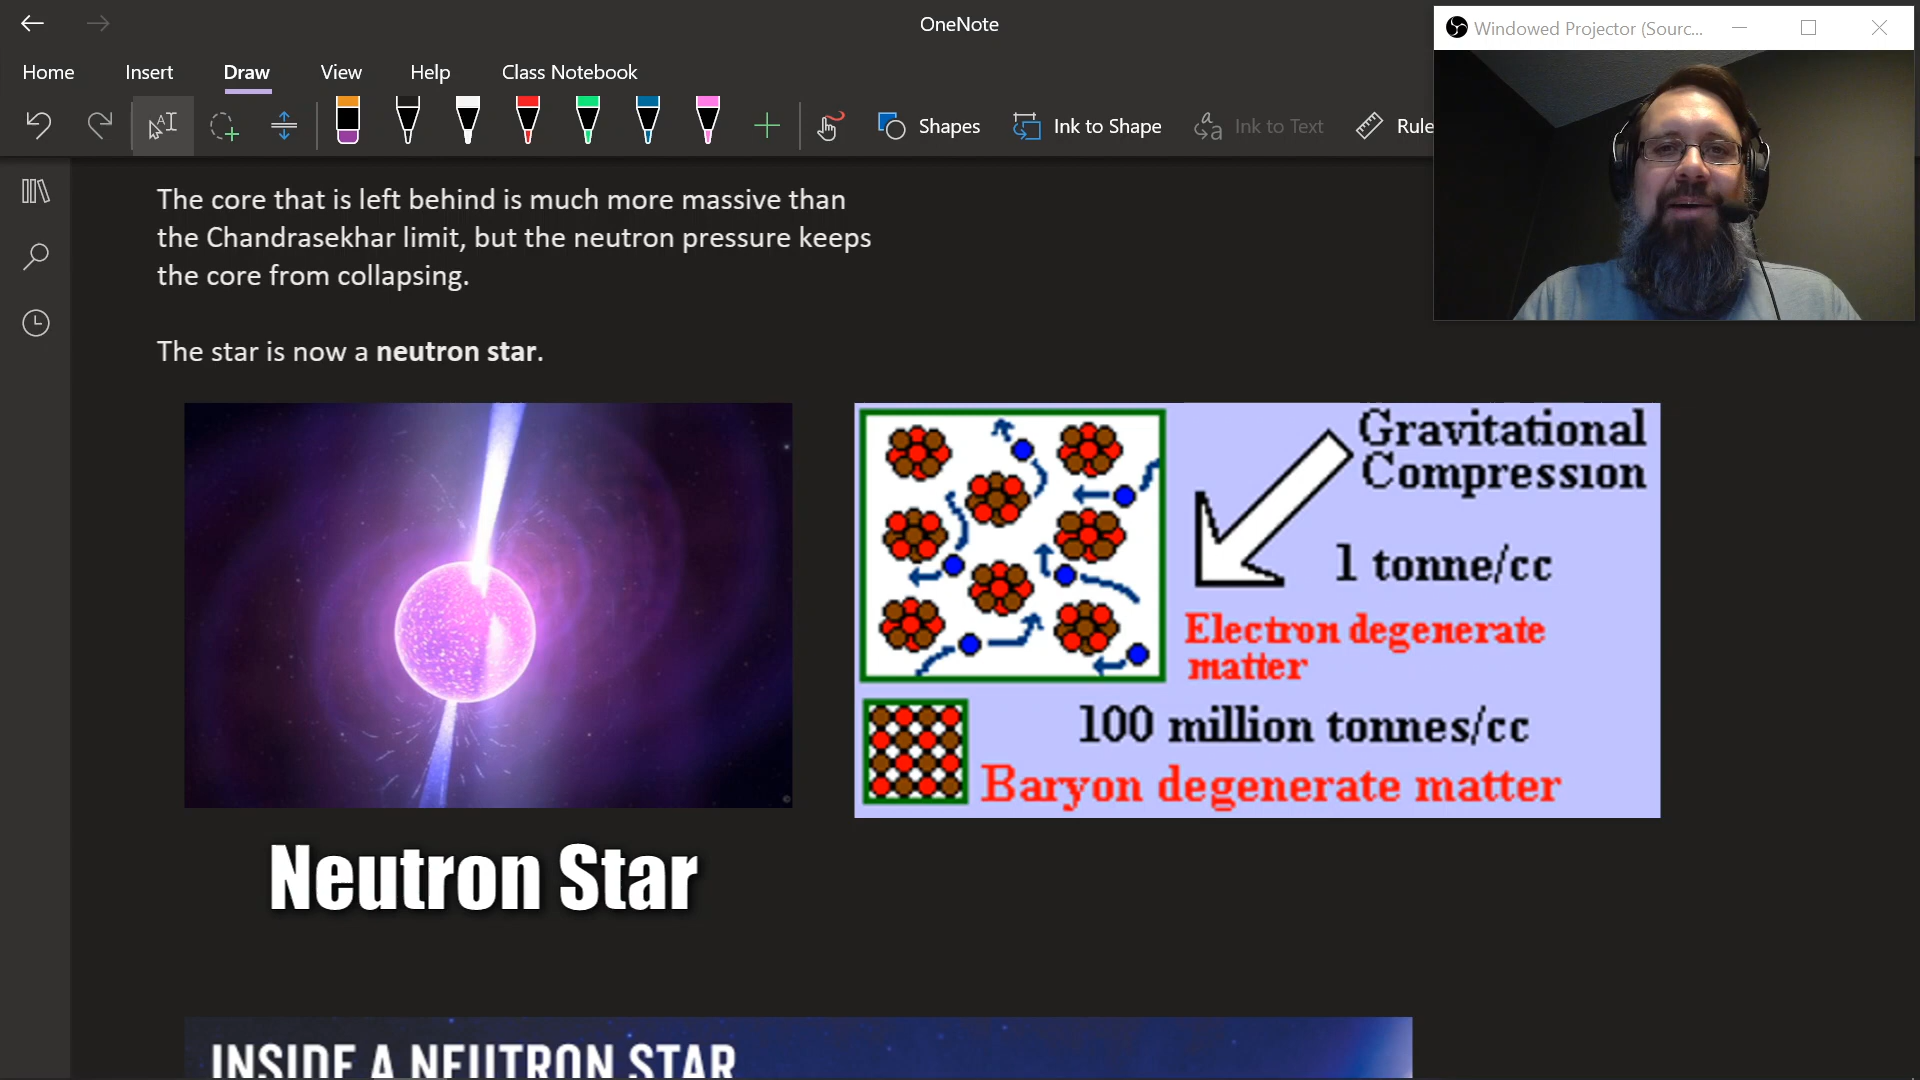 OneNote
Windowed Projector (Sourc...
Home Insert Draw View Help Class Notebook
Shapes Ink to Shape Ink to Text Rule
The core that is left behind is much more massive than
the Chandrasekhar limit, but the neutron pressure keeps
the core from collapsing.
The star is now a neutron star.
Gravitational
Compression
1 tonne/cc
Electron degenerate
matter
100 million tonnes/cc
Baryon degenerate matter
Neutron Star
INSIDE A NEUTRON STAR